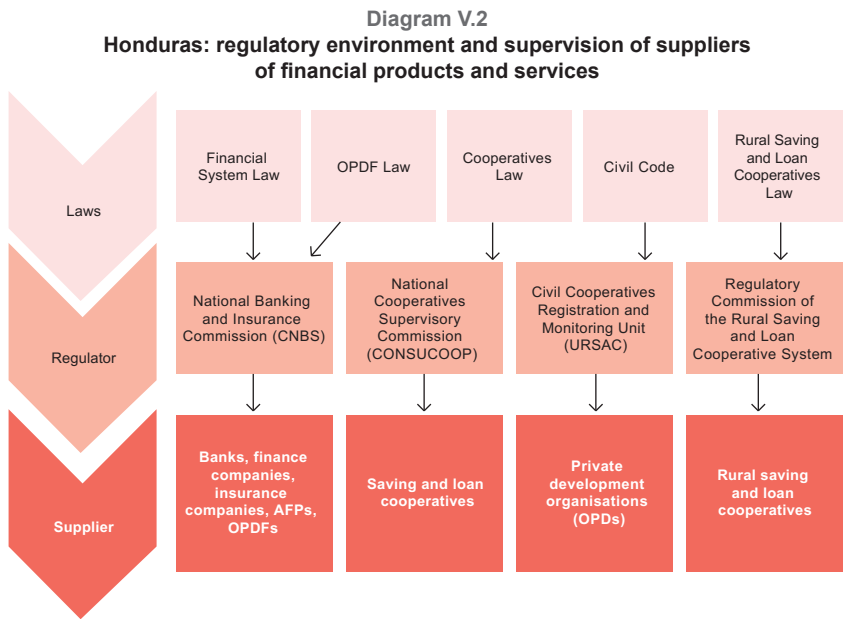 Diagram V.2
Honduras: regulatory environment and supervision of suppliers
of financial products and services
Laws
Financial
System Law
OPDF Law
Cooperatives
Law
Civil Code
Rural Saving
and Loan
Cooperatives
Law
Regulator
National Banking
and Insurance
Commission (CNBS)
National
Cooperatives
Supervisory
Commission
(CONSUCOOP)
Civil Cooperatives
Registration and
Monitoring Unit
(URSAC)
Regulatory
Commission of
the Rural Saving
and Loan
Cooperative System
Supplier
Banks, finance
companies,
insurance
companies, AFPs,
OPDFs
Saving and loan
cooperatives
Private
development
organisations
(OPDs)
Rural saving
and loan
cooperatives